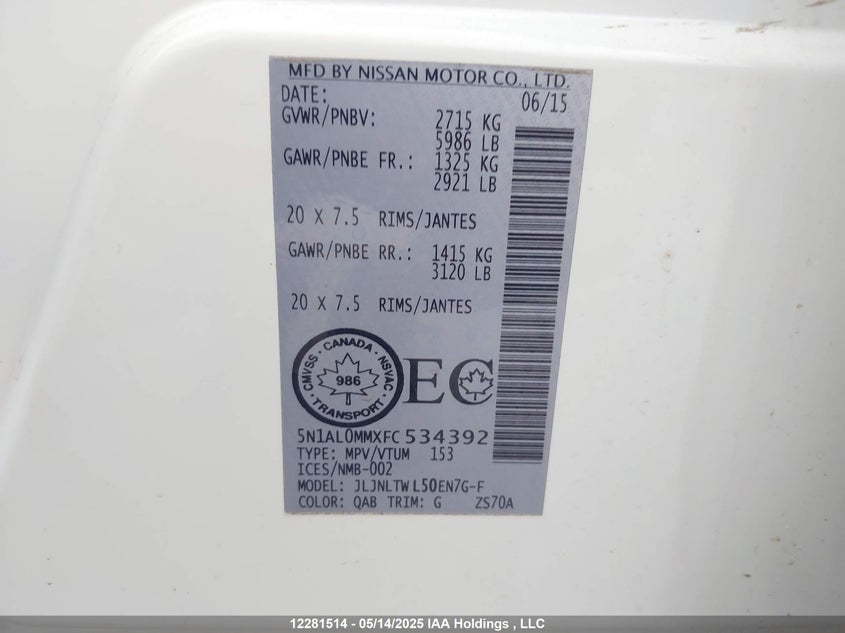 MFD BY NISSAN MOTOR CO., LTD.
DATE: 06/15
GVWR/PNBV: 2715 KG
5986 LB
GAWR/PNBE FR.: 1325 KG
2921 LB
20 X 7.5 RIMS/JANTES
GAWR/PNBE RR.: 1415 KG
3120 LB
20 X 7.5 RIMS/JANTES
CANADA
CMVSS · NSVAC
986
TRANSPORT
EC
5N1AL0MMXFC534392
TYPE: MPV/VTUM 153
ICES/NMB-002
MODEL: JLJNLTWL50EN7G-F
COLOR: QAB TRIM: G ZS70A
12281514 - 05/14/2025 IAA Holdings , LLC